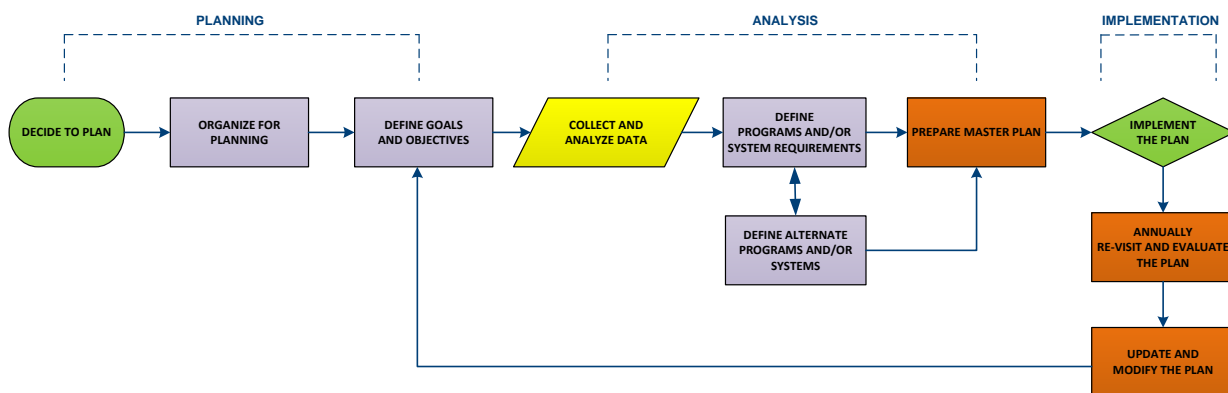 PLANNING
ANALYSIS
IMPLEMENTATION
DECIDE TO PLAN
ORGANIZE FOR
PLANNING
DEFINE GOALS
AND OBJECTIVES
COLLECT AND
ANALYZE DATA
DEFINE
PROGRAMS AND/OR
SYSTEM REQUIREMENTS
PREPARE MASTER PLAN
IMPLEMENT
THE PLAN
DEFINE ALTERNATE
PROGRAMS AND/OR
SYSTEMS
ANNUALLY
RE-VISIT AND EVALUATE
THE PLAN
UPDATE AND
MODIFY THE PLAN